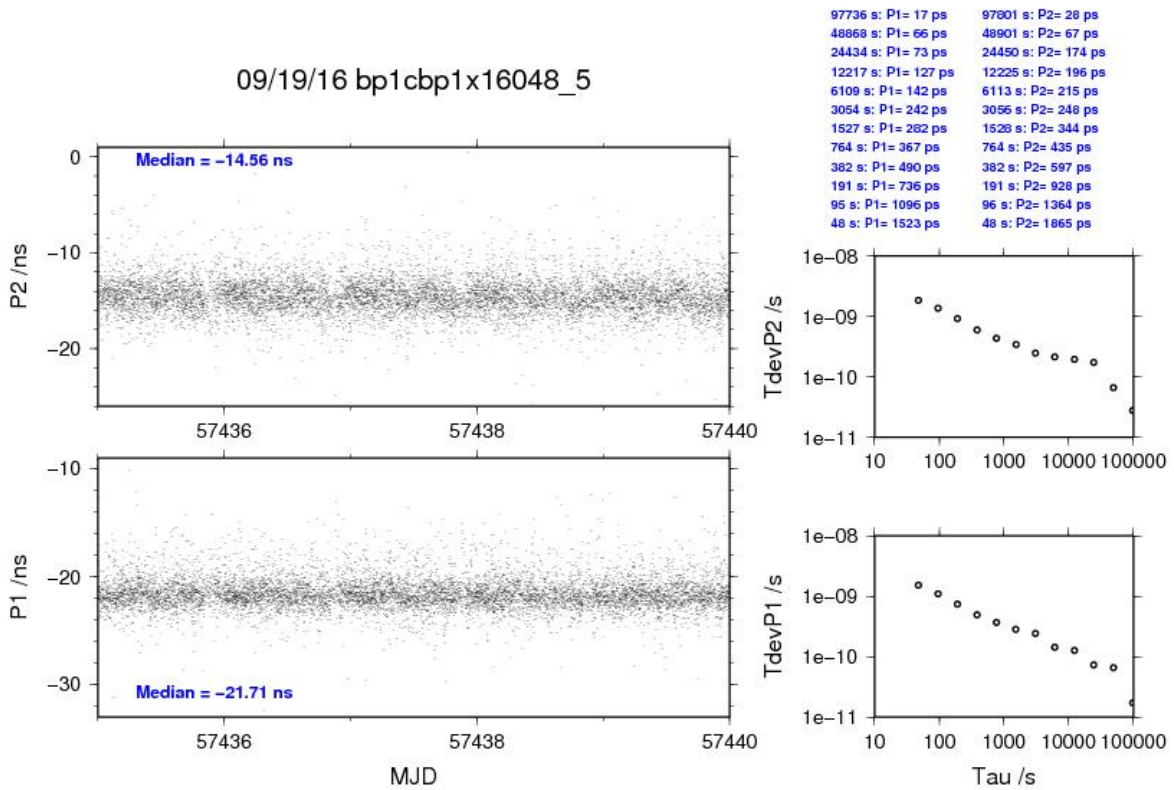 97736 s: P1= 17 ps 97801 s: P2= 28 ps
48868 s: P1= 66 ps 48901 s: P2= 67 ps
24434 s: P1= 73 ps 24450 s: P2= 174 ps
12217 s: P1= 127 ps 12225 s: P2= 196 ps
6109 s: P1= 142 ps 6113 s: P2= 215 ps
3054 s: P1= 242 ps 3056 s: P2= 248 ps
1527 s: P1= 282 ps 1528 s: P2= 344 ps
764 s: P1= 367 ps 764 s: P2= 435 ps
382 s: P1= 490 ps 382 s: P2= 597 ps
191 s: P1= 736 ps 191 s: P2= 928 ps
95 s: P1= 1096 ps 96 s: P2= 1364 ps
48 s: P1= 1523 ps 48 s: P2= 1865 ps
09/19/16 bp1cbp1x16048_5
Median = −14.56 ns
P2 /ns
0
−10
−20
57436 57438 57440
TdevP2 /s
1e−08
1e−09
1e−10
1e−11
10 100 1000 10000 100000
P1 /ns
−10
−20
−30
Median = −21.71 ns
57436 57438 57440
MJD
TdevP1 /s
1e−08
1e−09
1e−10
1e−11
10 100 1000 10000 100000
Tau /s